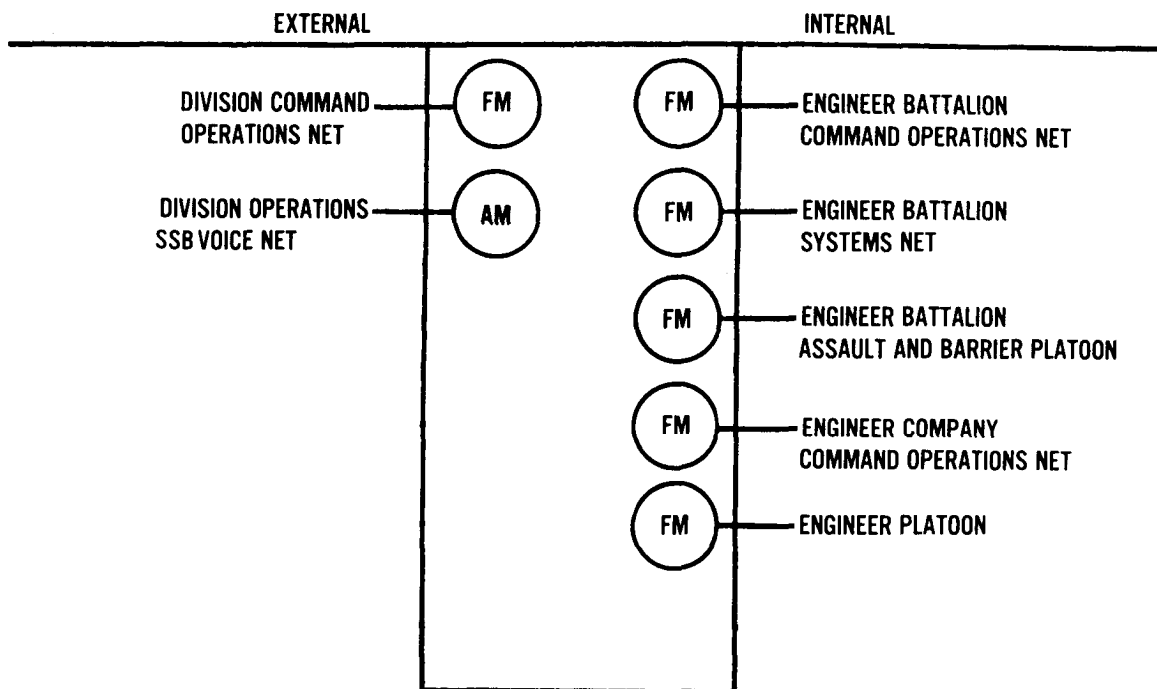 EXTERNAL
INTERNAL
DIVISION COMMAND
OPERATIONS NET
FM
DIVISION OPERATIONS
SSB VOICE NET
AM
FM
ENGINEER BATTALION
COMMAND OPERATIONS NET
FM
ENGINEER BATTALION
SYSTEMS NET
FM
ENGINEER BATTALION
ASSAULT AND BARRIER PLATOON
FM
ENGINEER COMPANY
COMMAND OPERATIONS NET
FM
ENGINEER PLATOON